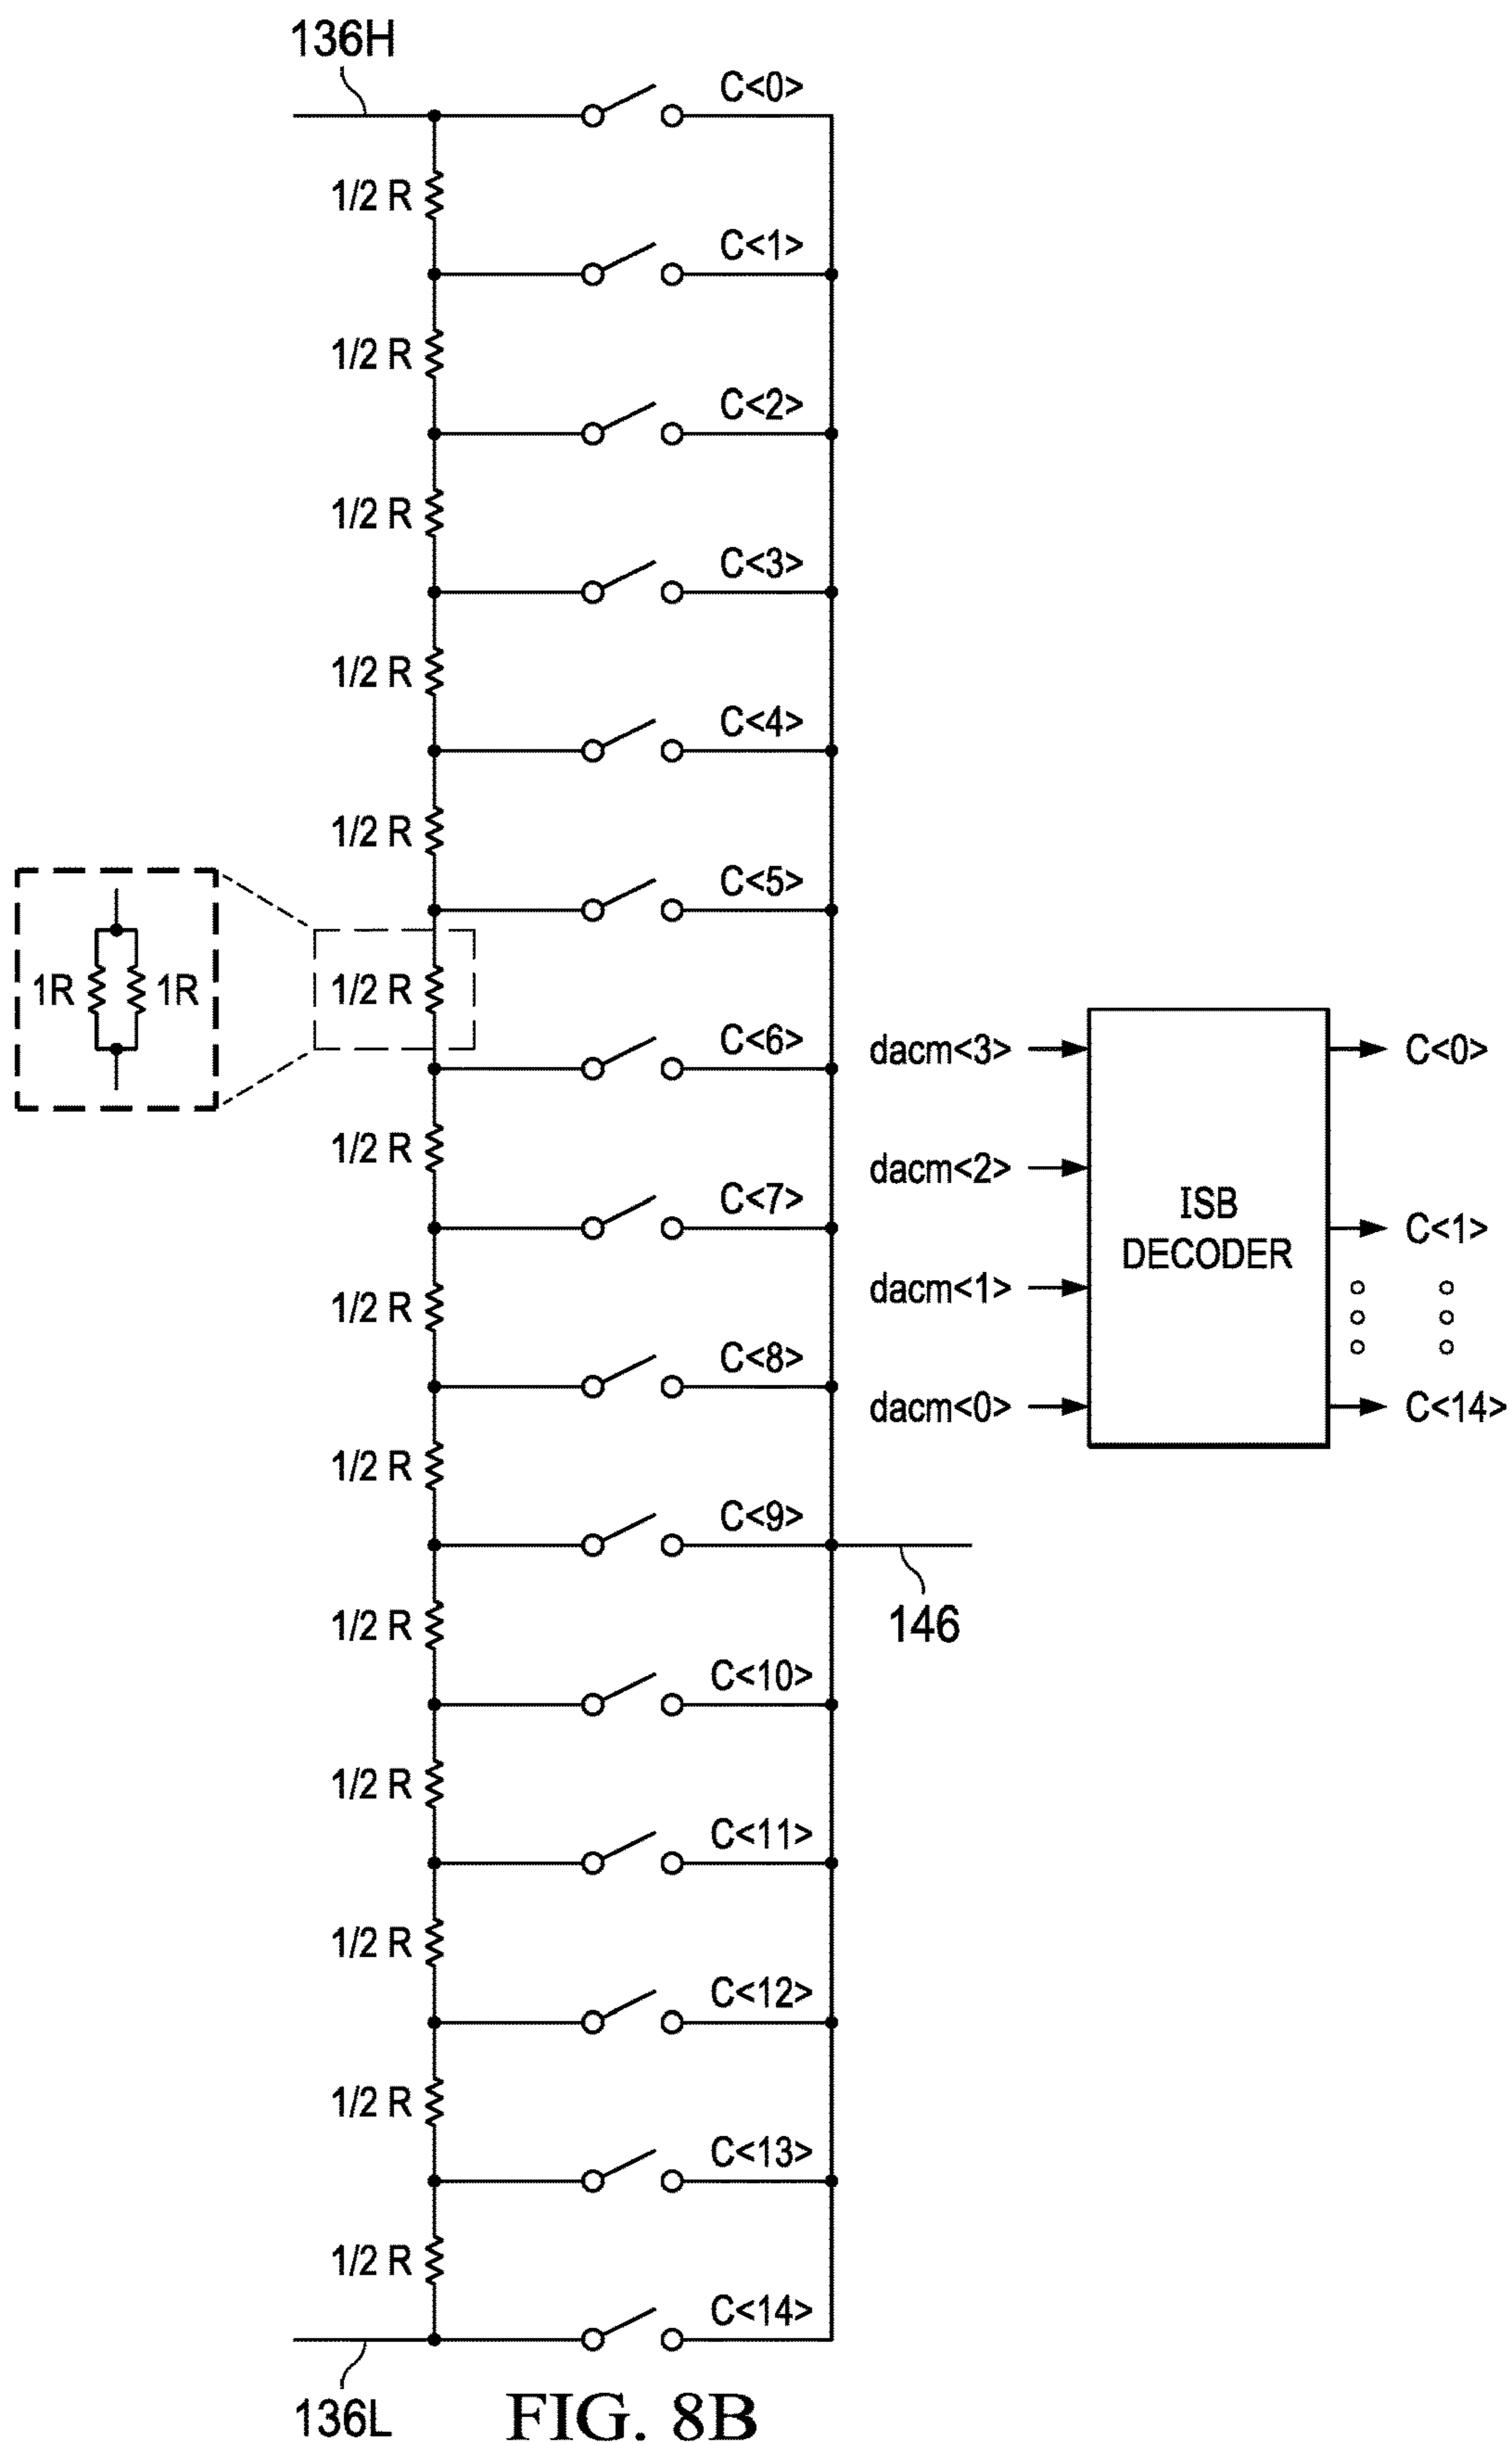 136H
C<0>
1/2 R
C<1>
1/2 R
C<2>
1/2 R
C<3>
1/2 R
C<4>
1/2 R
C<5>
1R
1R
1/2 R
C<6>
1/2 R
C<7>
1/2 R
C<8>
1/2 R
C<9>
146
1/2 R
C<10>
1/2 R
C<11>
1/2 R
C<12>
1/2 R
C<13>
1/2 R
C<14>
136L
dacm<3>
dacm<2>
dacm<1>
dacm<0>
ISB
DECODER
C<0>
C<1>
C<14>
FIG. 8B